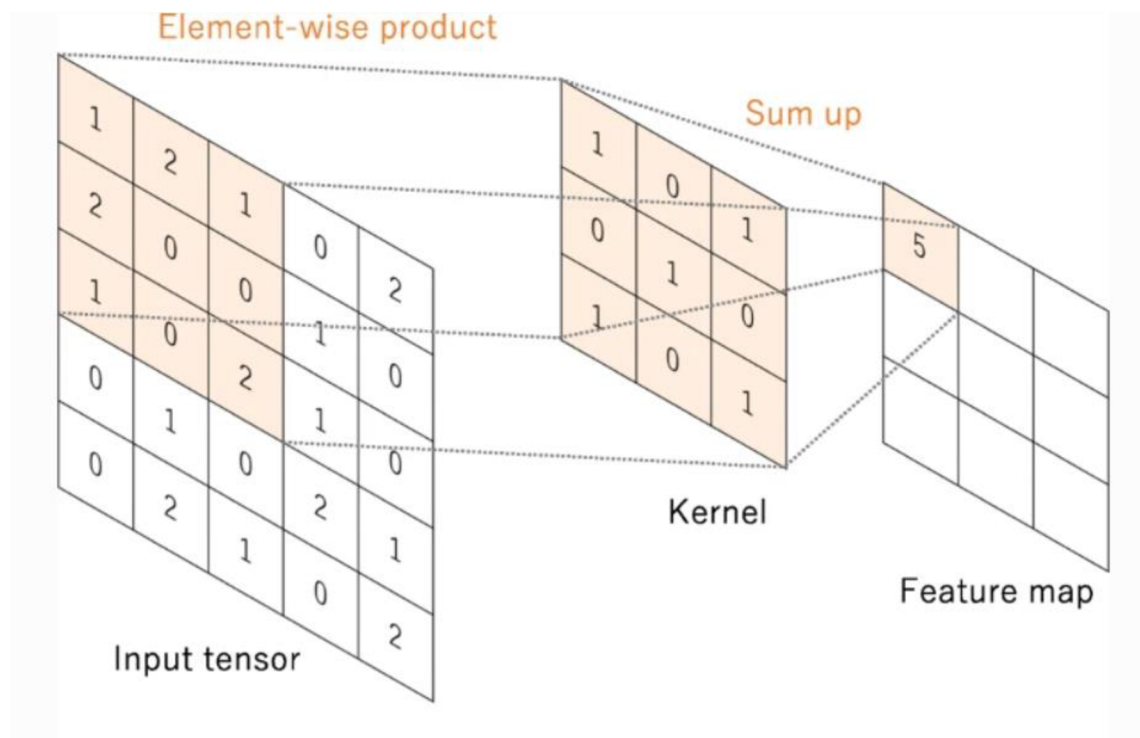 Element-wise product
Sum up
1 2 1 0 2
2 0 0 1 0
1 0 2 1 0
0 1 0 2 1
0 2 1 0 2
1 0 1
0 1 0
1 0 1
5
Input tensor
Kernel
Feature map